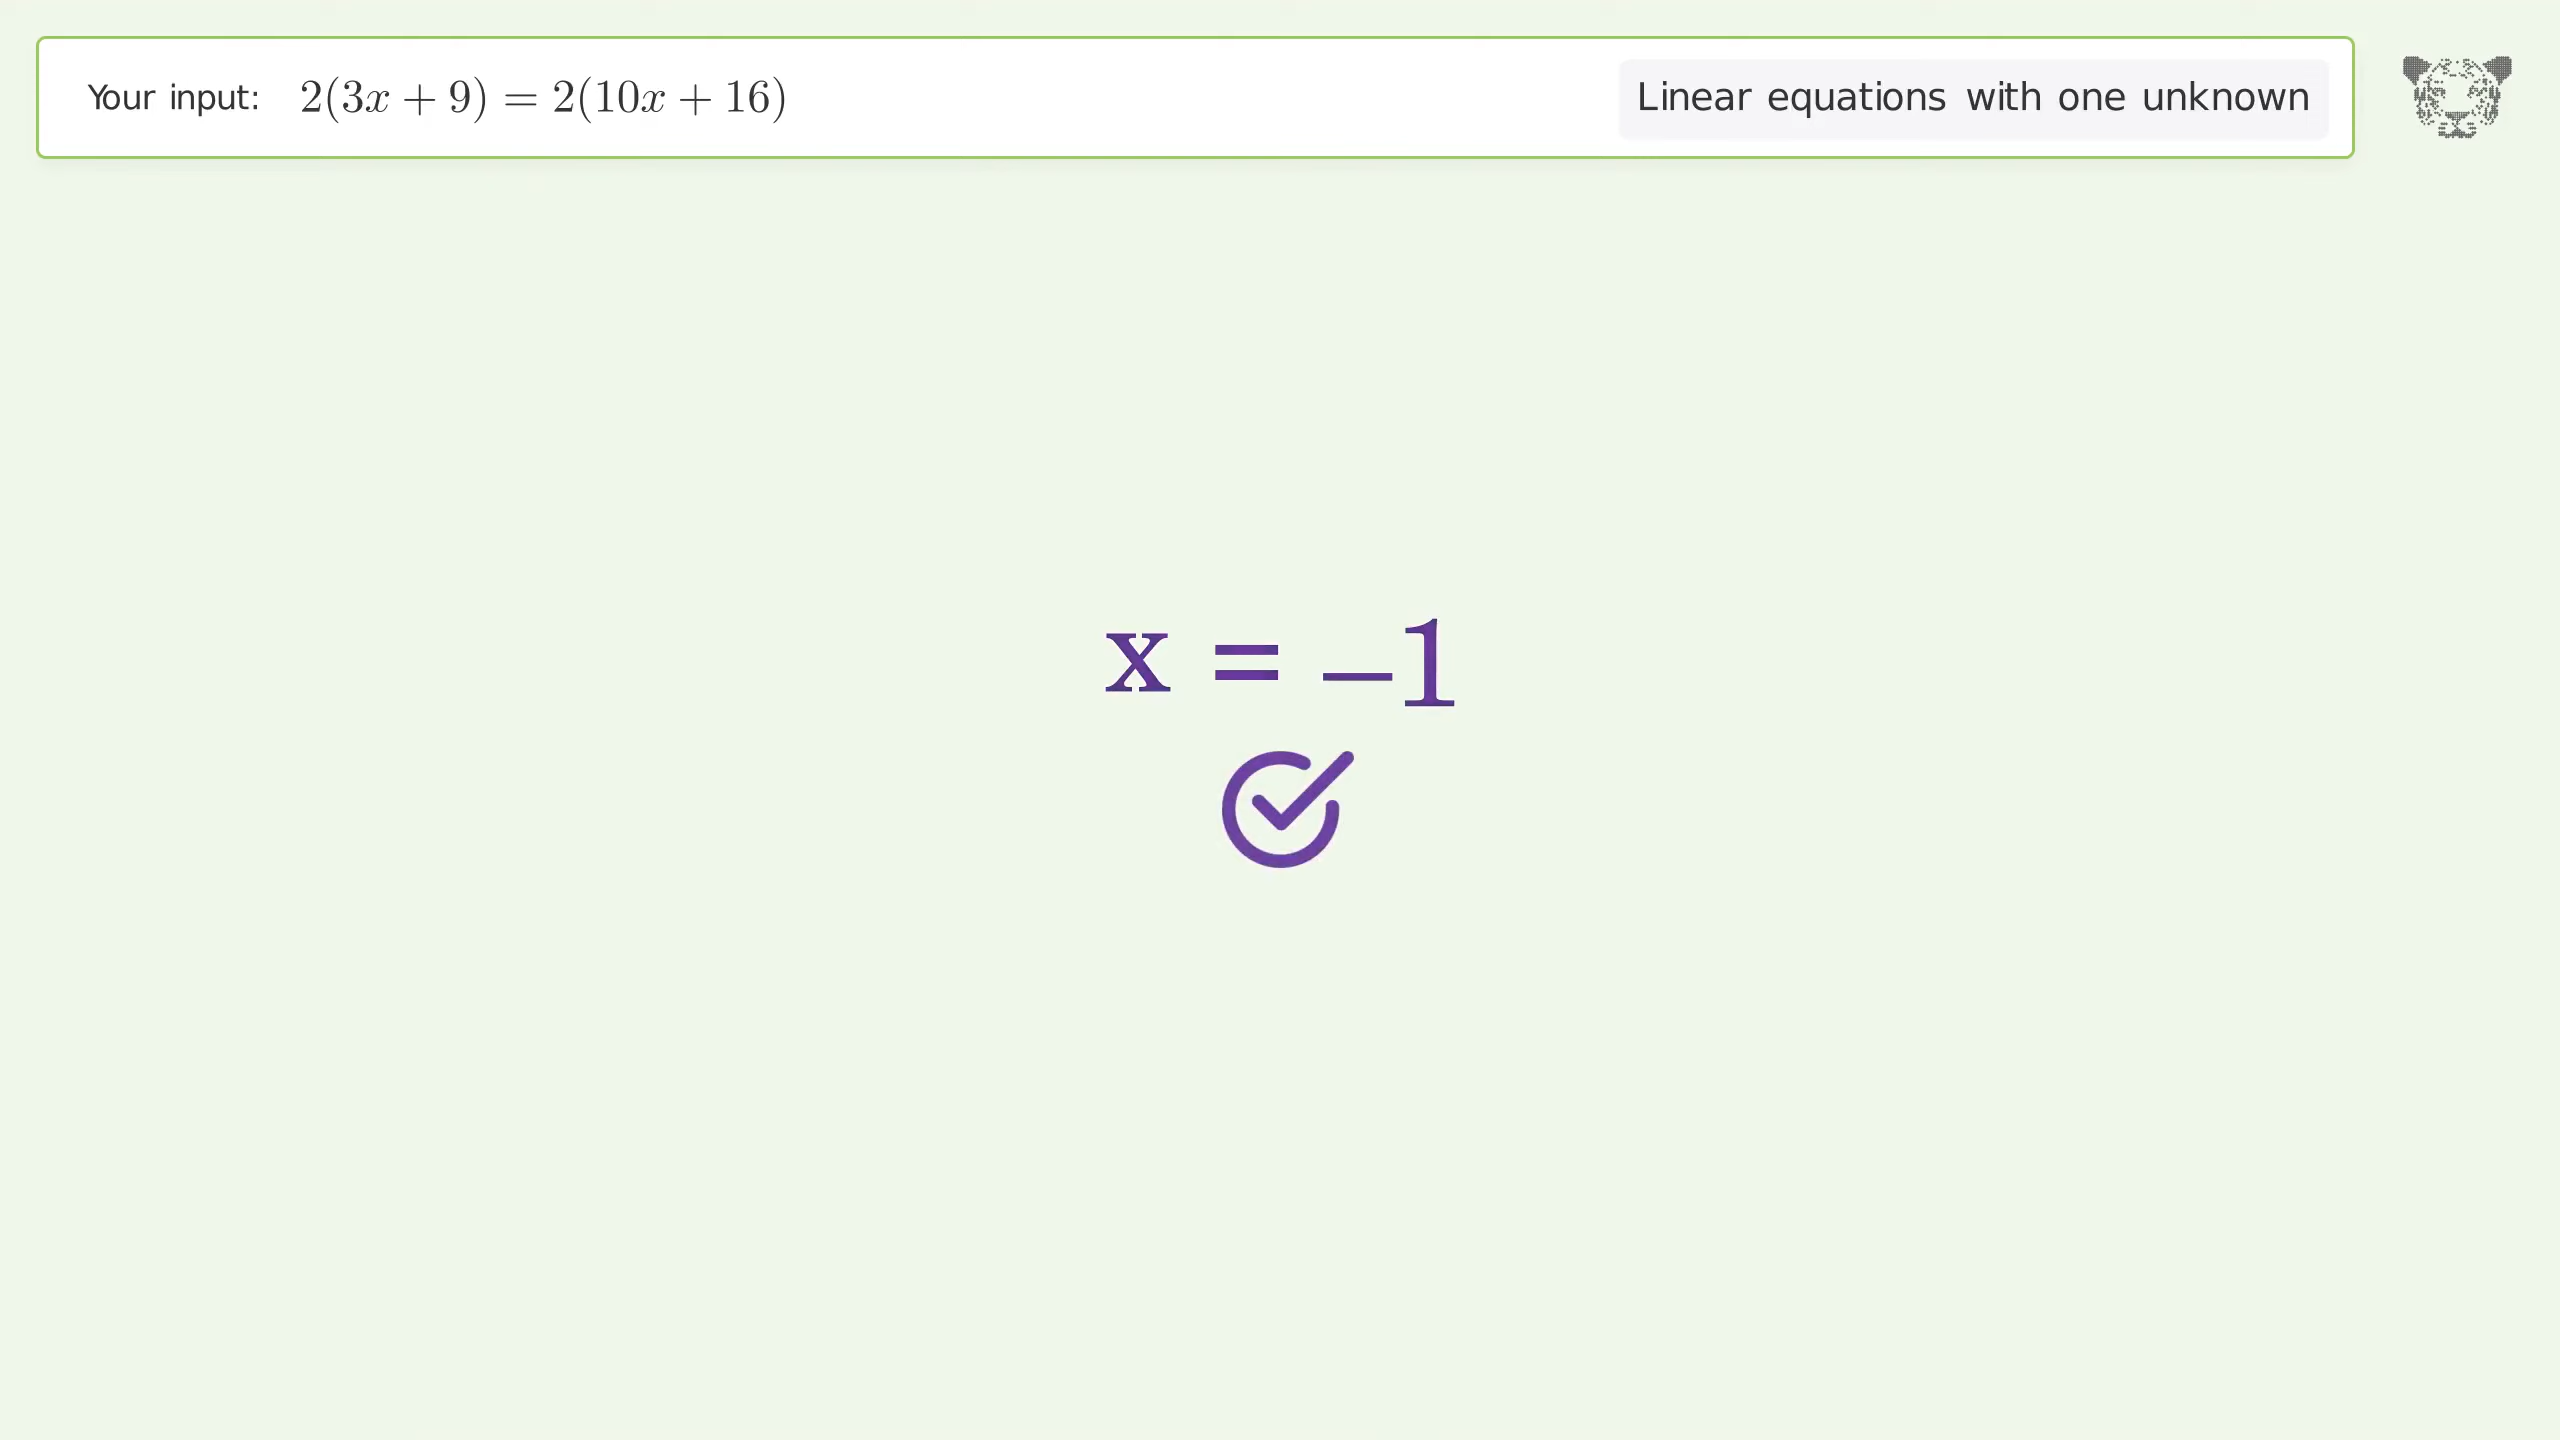 Your input: 2(3x + 9) = 2(10x + 16)
Linear equations with one unknown
x = −1